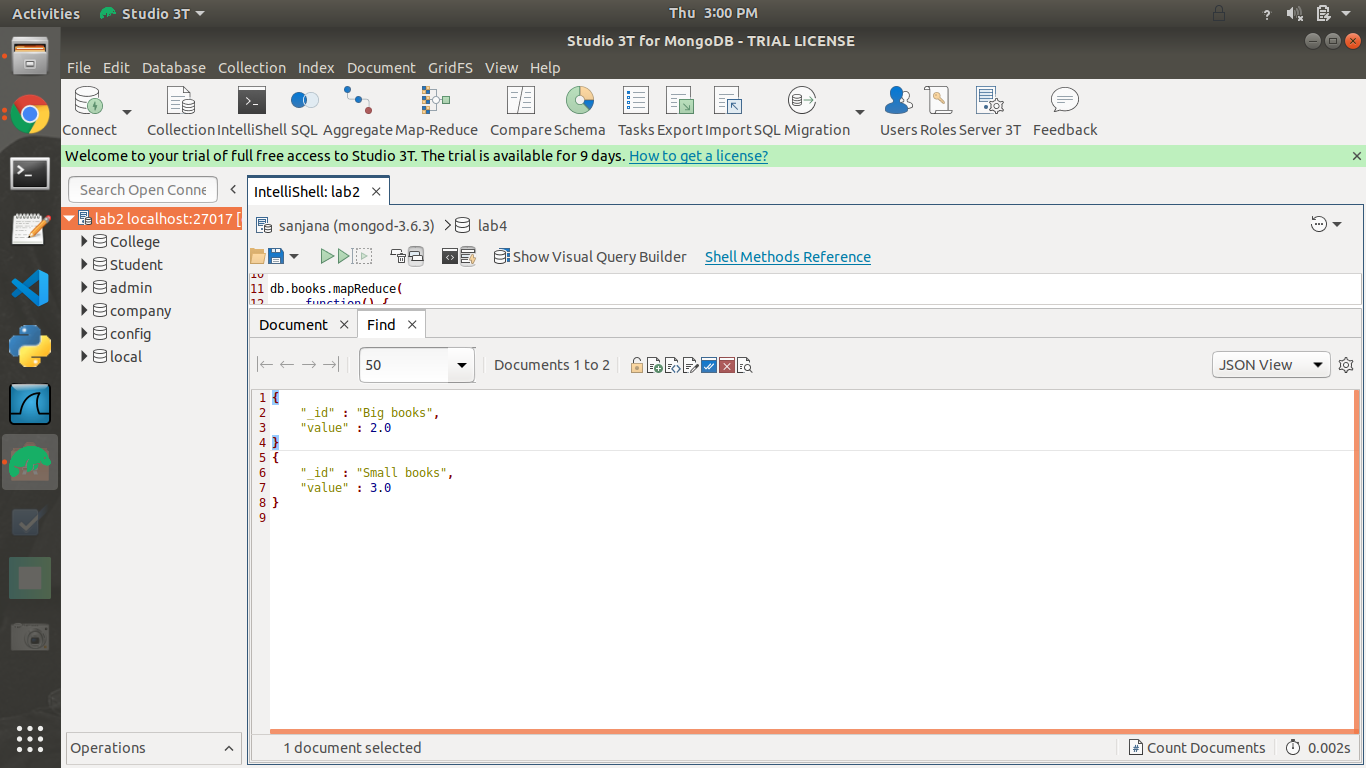 Activities Studio 3T Thu 3:00 PM ?
Studio 3T for MongoDB - TRIAL LICENSE
File Edit Database Collection Index Document GridFS View Help
Connect Collection IntelliShell SQL Aggregate Map-Reduce Compare Schema Tasks Export Import SQL Migration Users Roles Server 3T Feedback
Welcome to your trial of full free access to Studio 3T. The trial is available for 9 days. How to get a license?
Search Open Conne
IntelliShell: lab2
lab2 localhost:27017 [
College
Student
admin
company
config
local
sanjana (mongod-3.6.3) lab4
Show Visual Query Builder Shell Methods Reference
10
11 db.books.mapReduce(
12 function() {
Document Find
50 Documents 1 to 2 JSON View
1 {
2 "_id" : "Big books",
3 "value" : 2.0
4 }
5 {
6 "_id" : "Small books",
7 "value" : 3.0
8 }
9
Operations
1 document selected Count Documents 0.002s